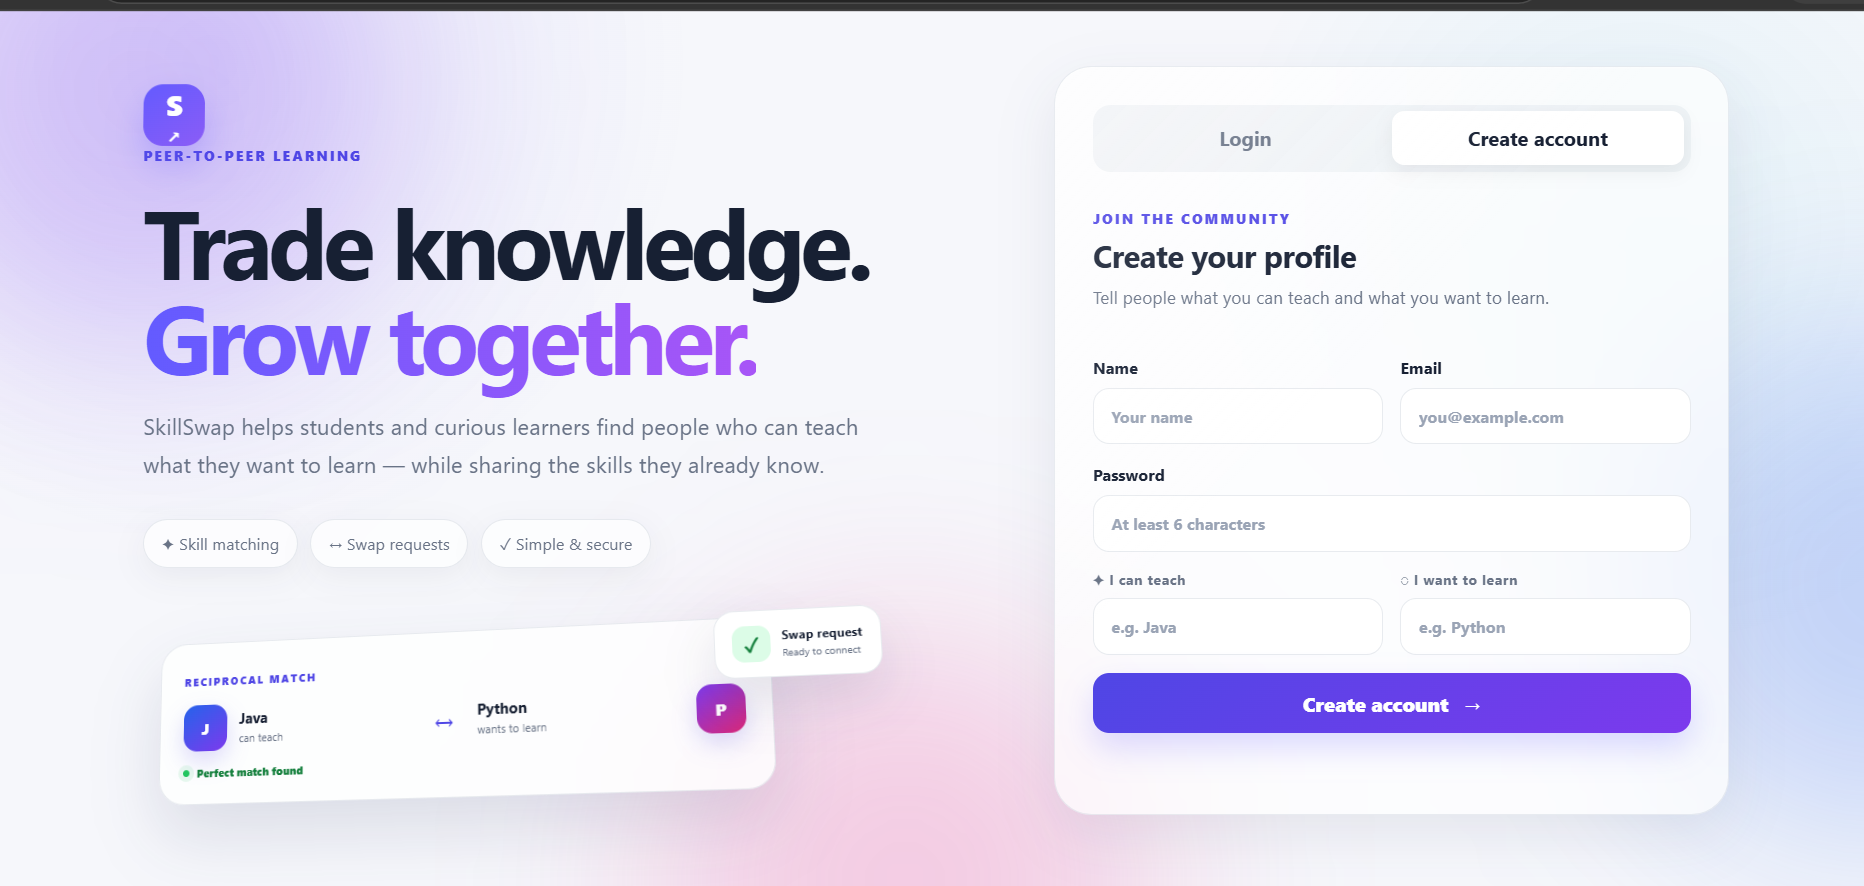 S
↗
PEER-TO-PEER LEARNING
Trade knowledge.
Grow together.
SkillSwap helps students and curious learners find people who can teach
what they want to learn — while sharing the skills they already know.
✦ Skill matching
↔ Swap requests
✓ Simple & secure
✓
Swap request
Ready to connect
RECIPROCAL MATCH
J
Java
can teach
↔
Python
wants to learn
P
Perfect match found
Login
Create account
JOIN THE COMMUNITY
Create your profile
Tell people what you can teach and what you want to learn.
Name
Email
Your name
you@example.com
Password
At least 6 characters
✦ I can teach
○ I want to learn
e.g. Java
e.g. Python
Create account →